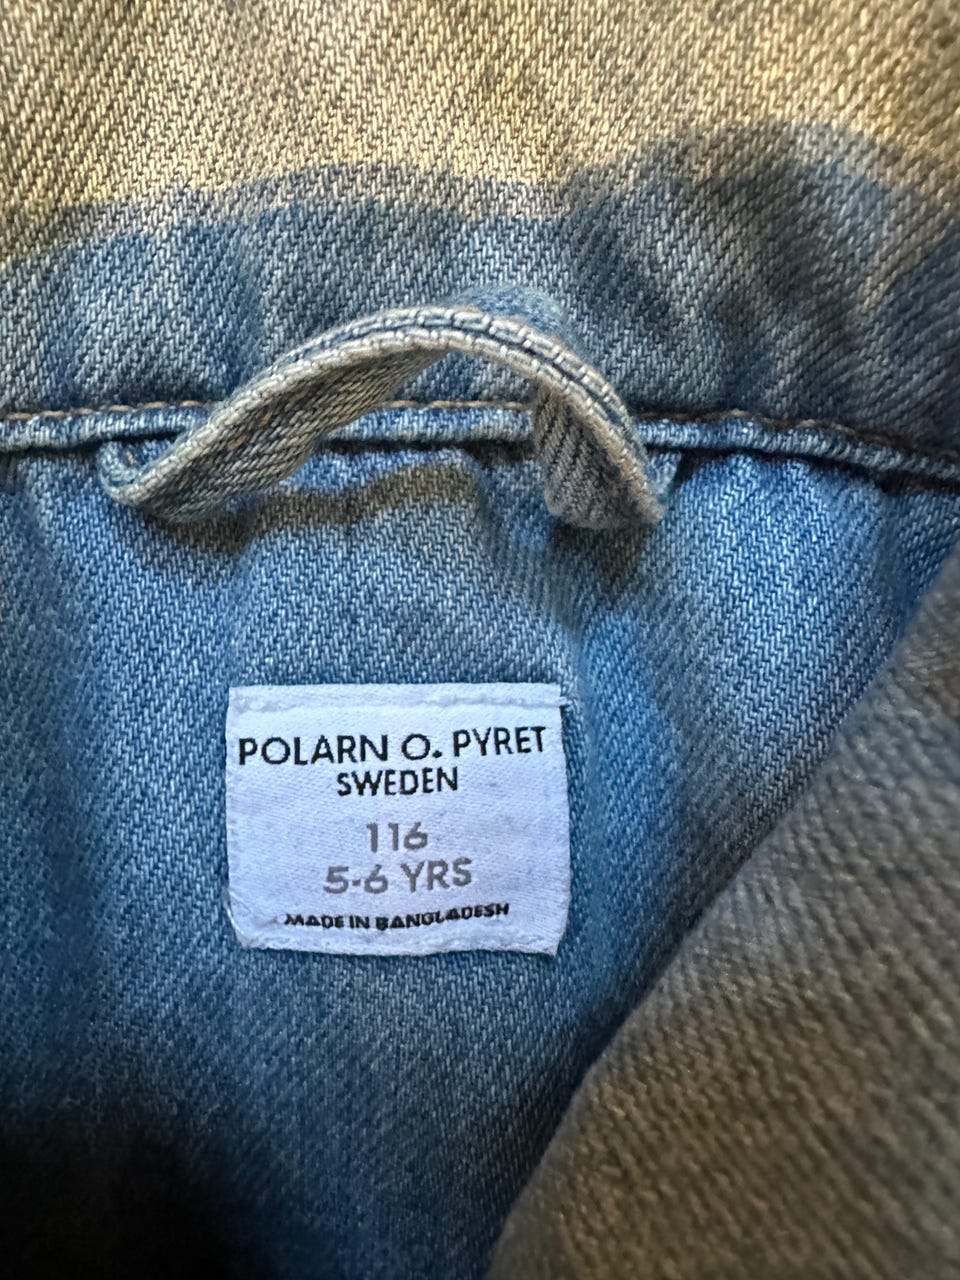 POLARN O. PYRET
SWEDEN
116
5-6 YRS
MADE IN BANGLADESH